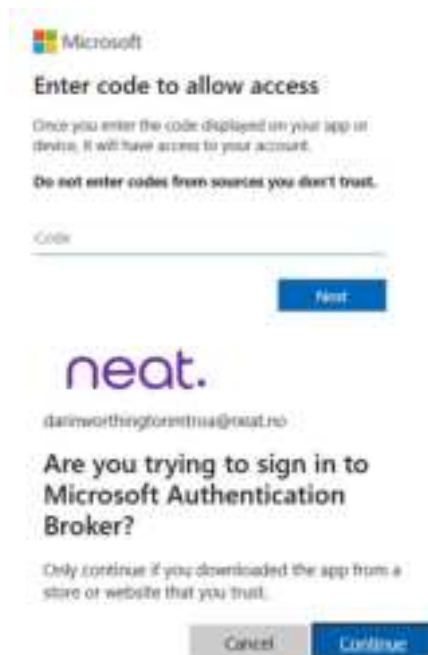 Microsoft
Enter code to allow access
Once you enter the code displayed on your app or
device, it will have access to your account.
Do not enter codes from sources you don't trust.
Code
Next
neat.
Are you trying to sign in to
Microsoft Authentication
Broker?
Only continue if you downloaded the app from a
store or website that you trust.
Cancel
Continue